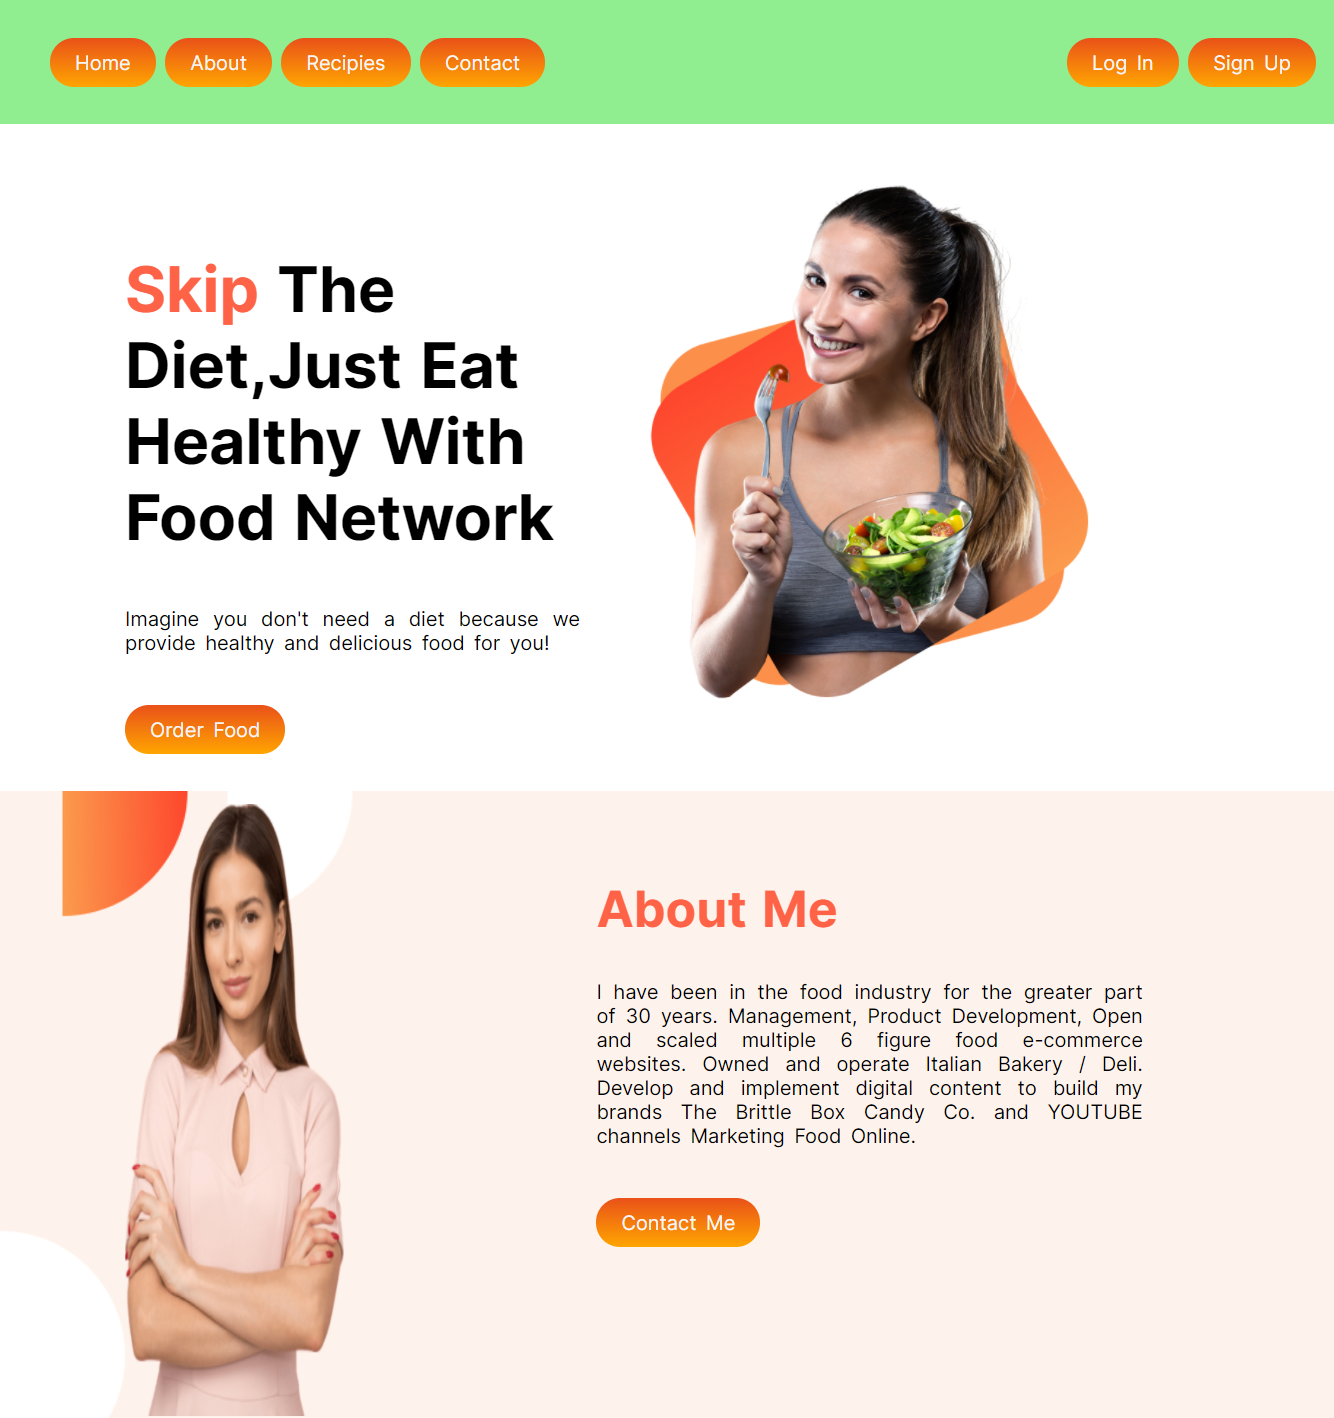 Home About Recipies Contact Log In Sign Up
Skip The
Diet,Just Eat
Healthy With
Food Network
Imagine you don't need a diet because we
provide healthy and delicious food for you!
Order Food
About Me
I have been in the food industry for the greater part
of 30 years. Management, Product Development, Open
and scaled multiple 6 figure food e-commerce
websites. Owned and operate Italian Bakery / Deli.
Develop and implement digital content to build my
brands The Brittle Box Candy Co. and YOUTUBE
channels Marketing Food Online.
Contact Me